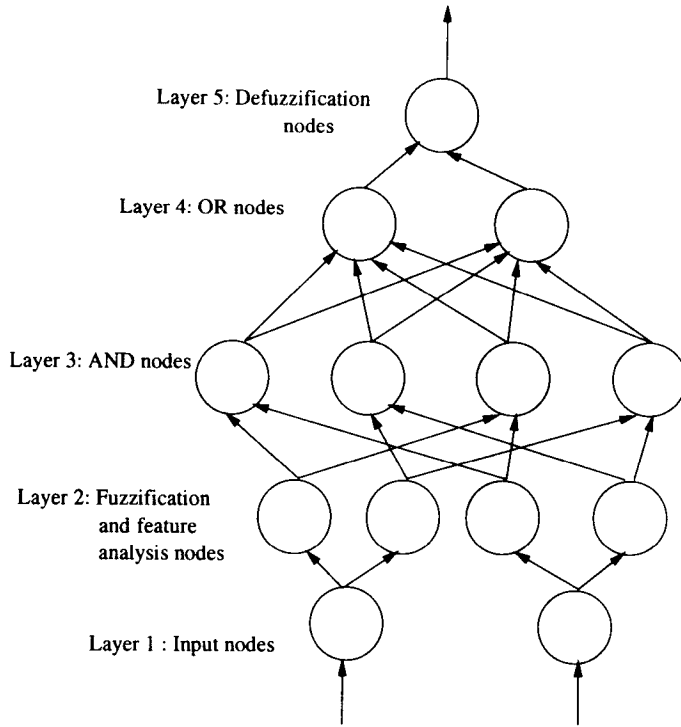 Layer 5: Defuzzification
nodes
Layer 4: OR nodes
Layer 3: AND nodes
Layer 2: Fuzzification
and feature
analysis nodes
Layer 1 : Input nodes